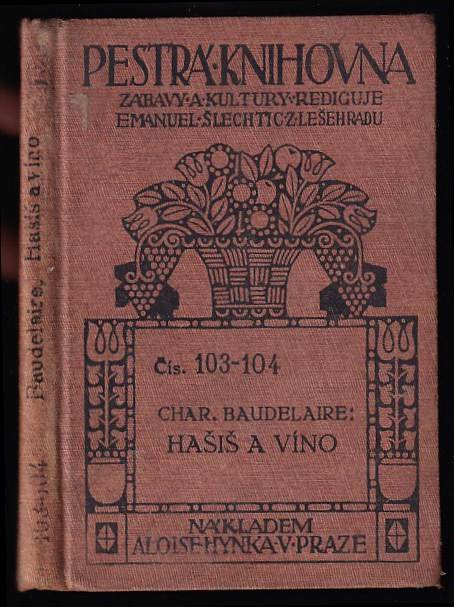 PESTRÁ·KNIHOVNA
ZÁBAVY·A·KULTURY·REDIGUJE
EMANUEL·ŠLECHTIC·Z·LEŠEHRADU
Čís. 103-104
CHAR. BAUDELAIRE:
HAŠIŠ A VÍNO
NÁKLADEM
ALOISE·HYNKA·V·PRAZE
103-104 Baudelaire, Hašiš a víno